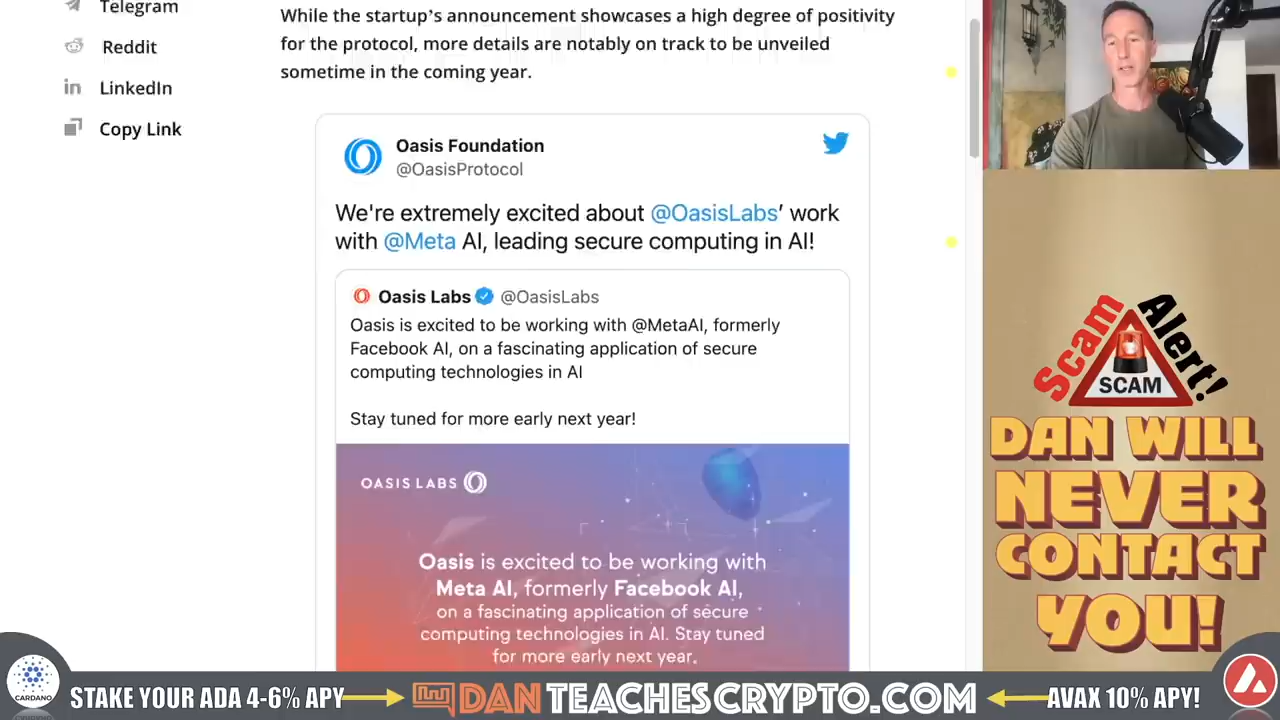 Telegram
Reddit
LinkedIn
Copy Link
While the startup’s announcement showcases a high degree of positivity
for the protocol, more details are notably on track to be unveiled
sometime in the coming year.
Oasis Foundation
@OasisProtocol
We're extremely excited about @OasisLabs’ work
with @Meta AI, leading secure computing in AI!
Oasis Labs @OasisLabs
Oasis is excited to be working with @MetaAI, formerly
Facebook AI, on a fascinating application of secure
computing technologies in AI
Stay tuned for more early next year!
OASIS LABS
Oasis is excited to be working with
Meta AI, formerly Facebook AI,
on a fascinating application of secure
computing technologies in AI. Stay tuned
for more early next year.
Scam Alert!
SCAM
DAN WILL
NEVER
CONTACT
YOU!
CARDANO
STAKE YOUR ADA 4-6% APY
DANTEACHESCRYPTO.COM
AVAX 10% APY!